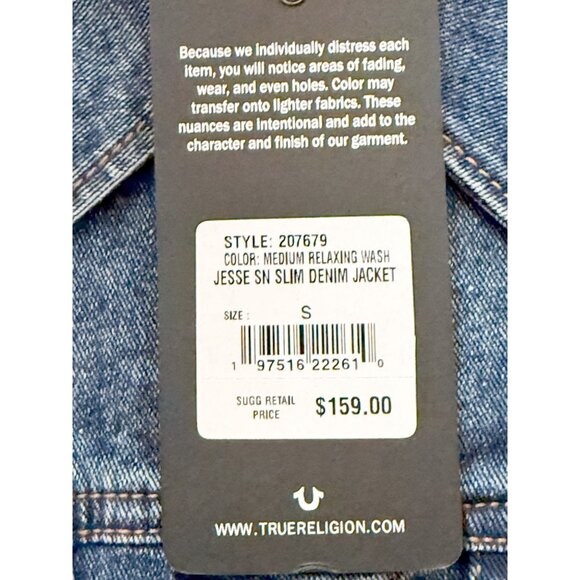 Because we individually distress each
item, you will notice areas of fading,
wear, and even holes. Color may
transfer onto lighter fabrics. These
nuances are intentional and add to the
character and finish of our garment.
STYLE: 207679
COLOR: MEDIUM RELAXING WASH
JESSE SN SLIM DENIM JACKET
SIZE : S
1 97516 22261 0
SUGG RETAIL
PRICE $159.00
WWW.TRUERELIGION.COM